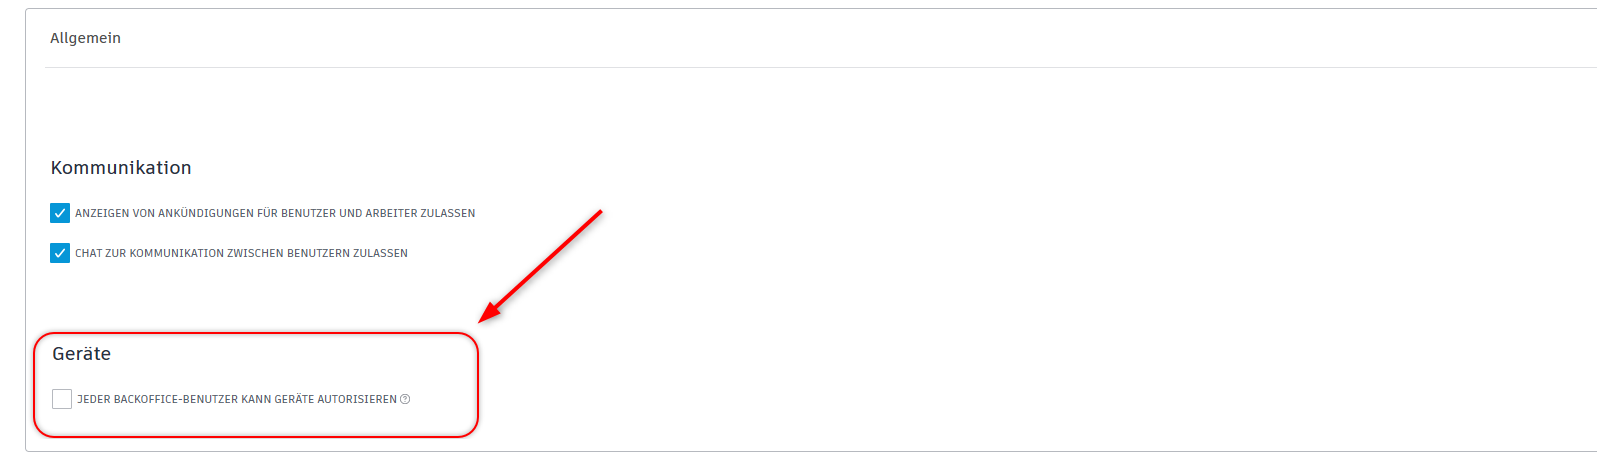 Allgemein
Kommunikation
ANZEIGEN VON ANKÜNDIGUNGEN FÜR BENUTZER UND ARBEITER ZULASSEN
CHAT ZUR KOMMUNIKATION ZWISCHEN BENUTZERN ZULASSEN
Geräte
JEDER BACKOFFICE-BENUTZER KANN GERÄTE AUTORISIEREN ?